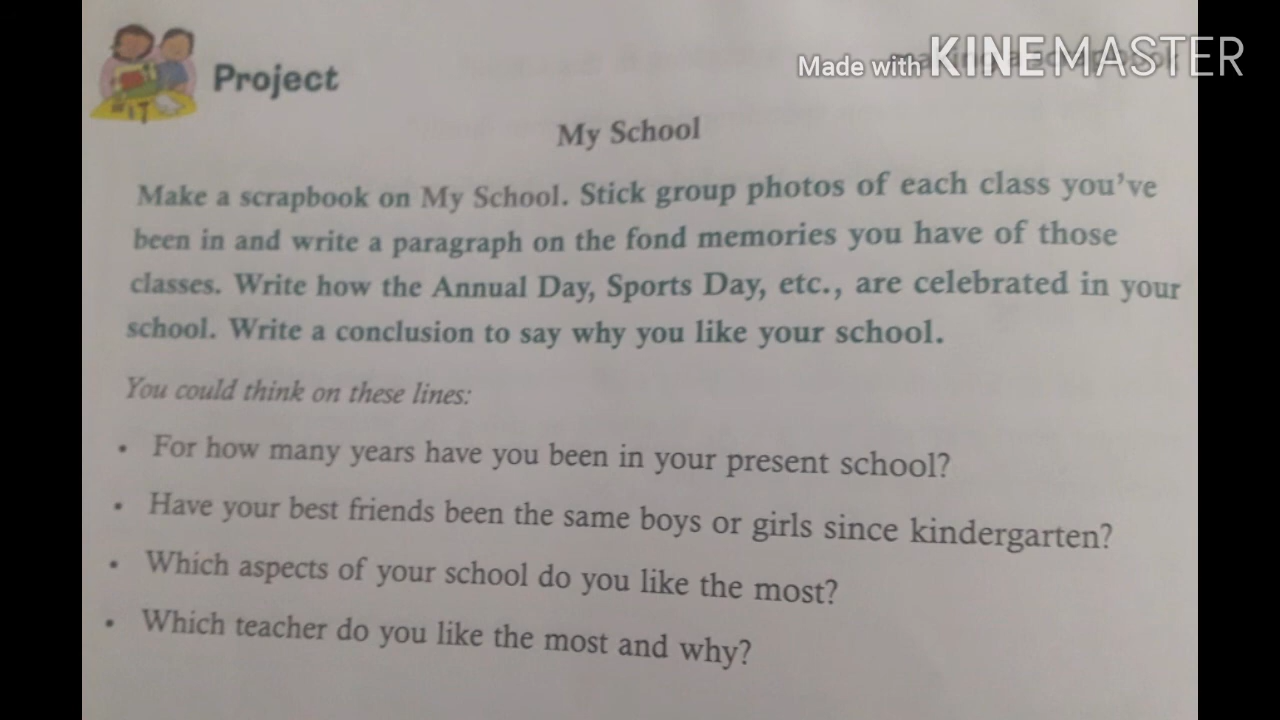 Made with KINEMASTER
Project
My School
Make a scrapbook on My School. Stick group photos of each class you've
been in and write a paragraph on the fond memories you have of those
classes. Write how the Annual Day, Sports Day, etc., are celebrated in your
school. Write a conclusion to say why you like your school.
You could think on these lines:
• For how many years have you been in your present school?
• Have your best friends been the same boys or girls since kindergarten?
• Which aspects of your school do you like the most?
• Which teacher do you like the most and why?